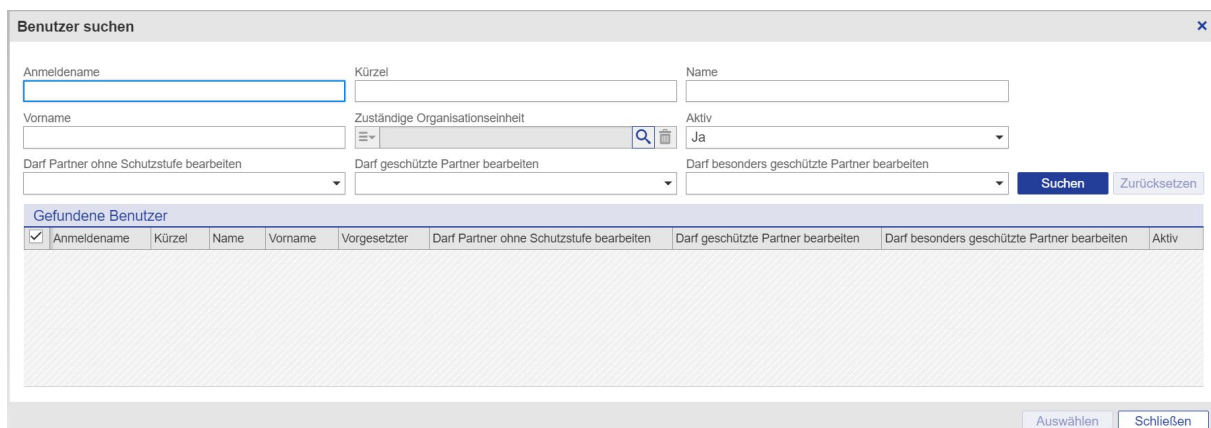 Benutzer suchen
Anmeldename Kürzel Name
Vorname Zuständige Organisationseinheit Aktiv
Ja
Darf Partner ohne Schutzstufe bearbeiten Darf geschützte Partner bearbeiten Darf besonders geschützte Partner bearbeiten
Suchen Zurücksetzen
Gefundene Benutzer
Anmeldename Kürzel Name Vorname Vorgesetzter Darf Partner ohne Schutzstufe bearbeiten Darf geschützte Partner bearbeiten Darf besonders geschützte Partner bearbeiten Aktiv
Auswählen Schließen